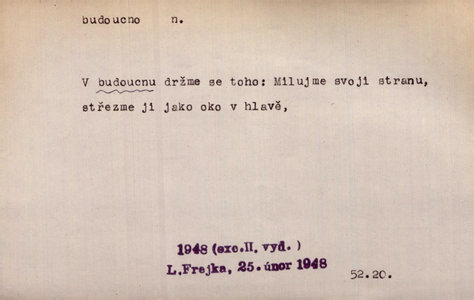 budoucno n.
V budoucnu držme se toho: Milujme svoji stranu,
střezme ji jako oko v hlavě,
1948 (exc.II. vyd. )
L.Frejka, 25. únor 1948
52.20.